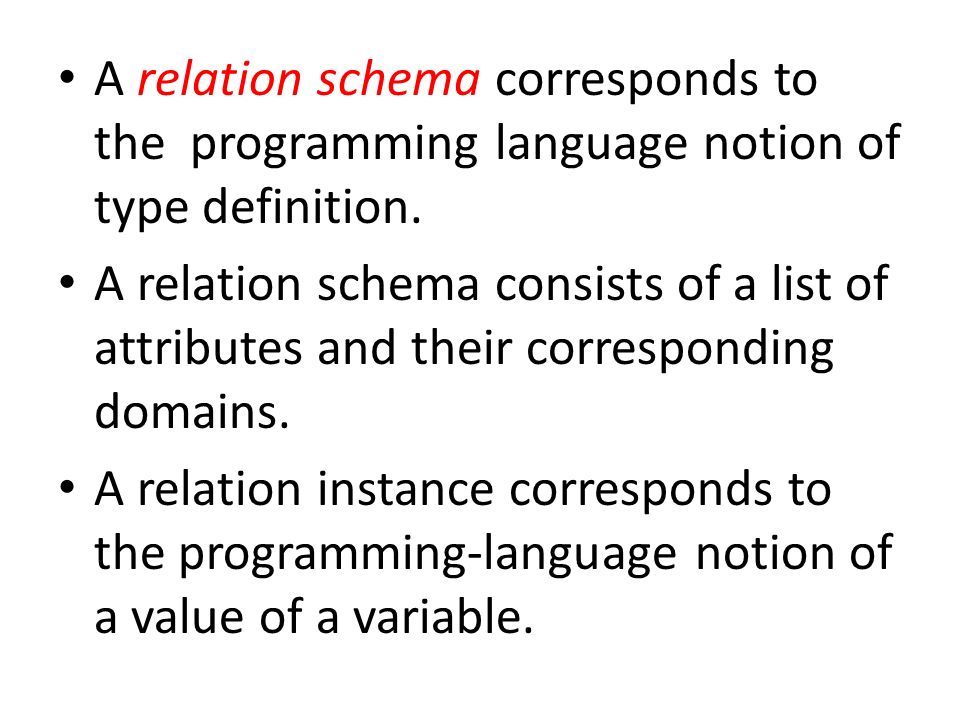 • A relation schema corresponds to
the  programming language notion of
type definition.
• A relation schema consists of a list of
attributes and their corresponding
domains.
• A relation instance corresponds to
the programming-language notion of
a value of a variable.